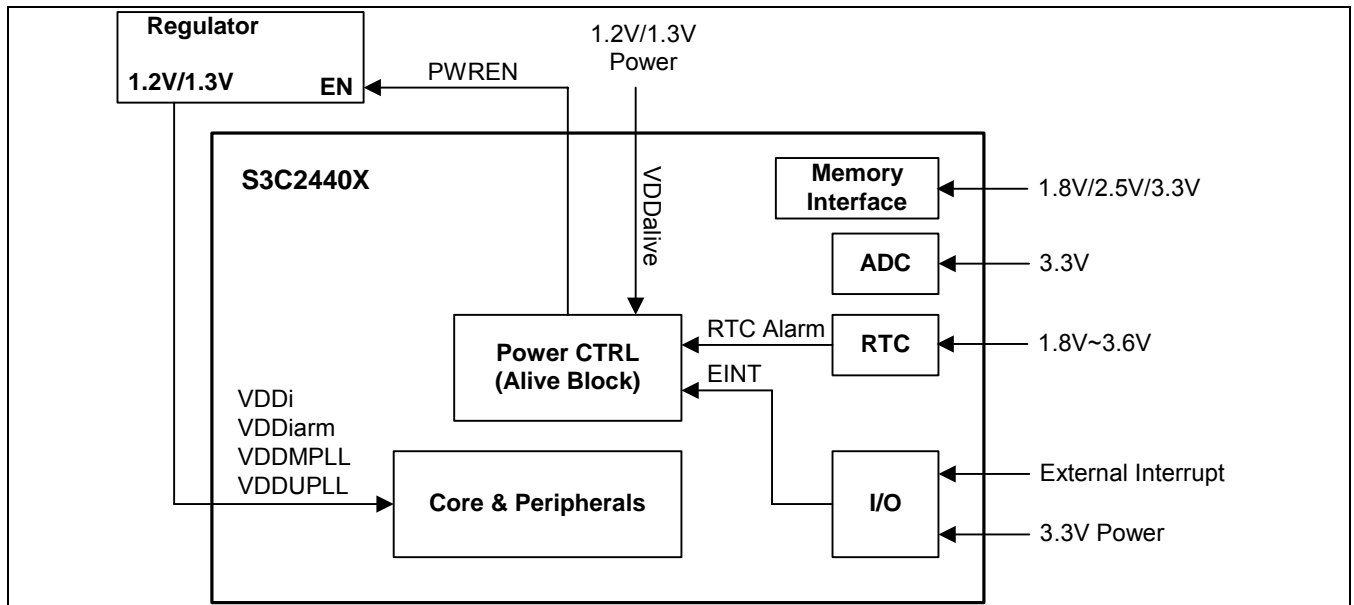 Regulator
1.2V/1.3V
EN
PWREN
1.2V/1.3V
Power
S3C2440X
VDDalive
Memory
Interface
1.8V/2.5V/3.3V
ADC
3.3V
Power CTRL
(Alive Block)
RTC Alarm
RTC
1.8V~3.6V
EINT
VDDi
VDDiarm
VDDMPLL
VDDUPLL
Core & Peripherals
I/O
External Interrupt
3.3V Power